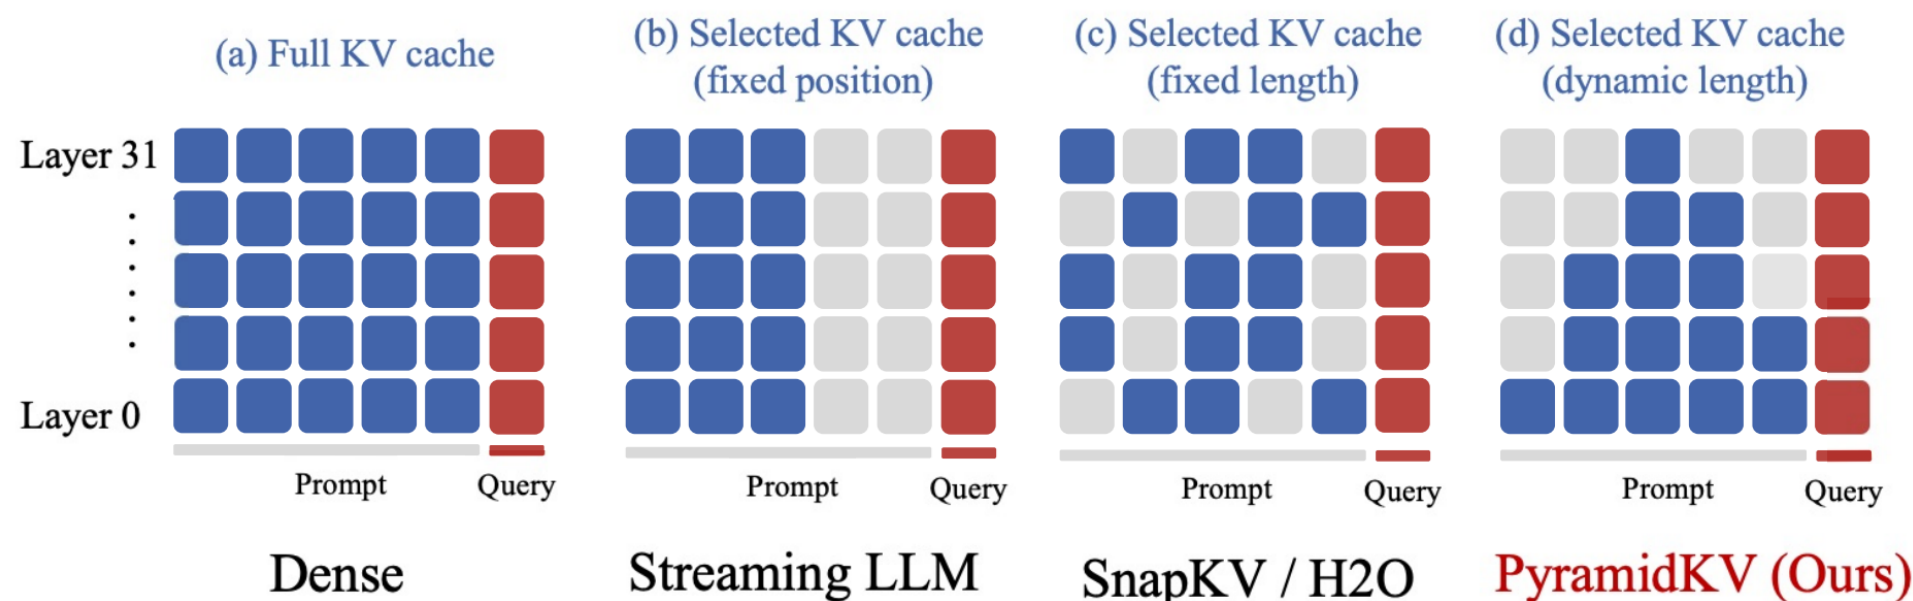 (a) Full KV cache
(b) Selected KV cache
(fixed position)
(c) Selected KV cache
(fixed length)
(d) Selected KV cache
(dynamic length)
Layer 31
Layer 0
Prompt Query
Prompt Query
Prompt Query
Prompt Query
Dense
Streaming LLM
SnapKV / H2O
PyramidKV (Ours)